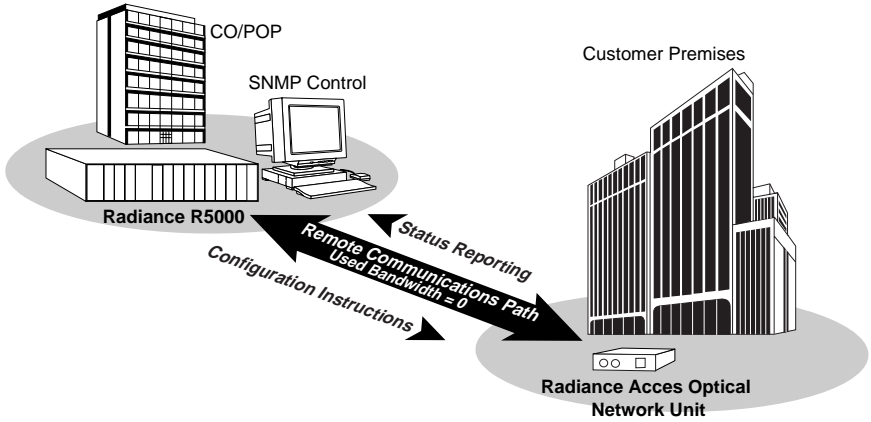 CO/POP
SNMP Control
Customer Premises
Radiance R5000
Status Reporting
Remote Communications Path
Used Bandwidth = 0
Configuration Instructions
Radiance Acces Optical
Network Unit